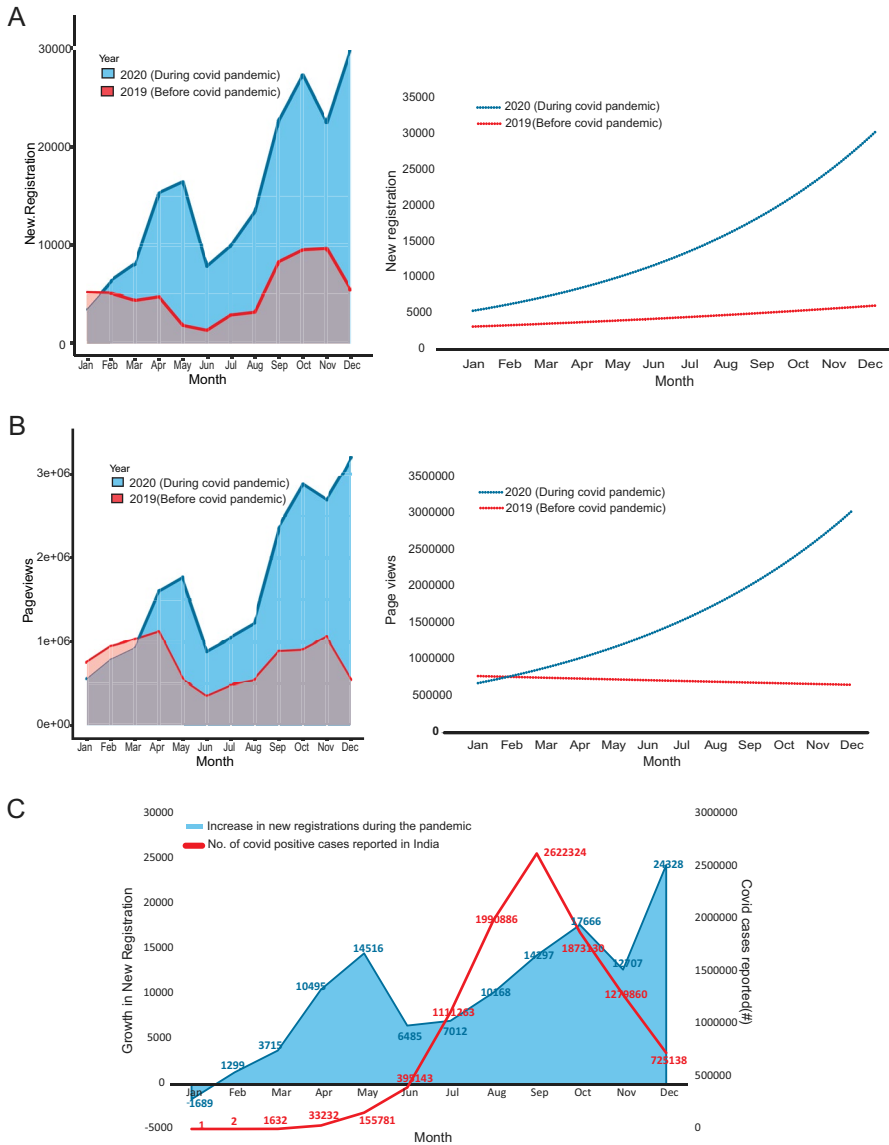 A
30000
20000
10000
0
New.Registration
Year
2020 (During covid pandemic)
2019 (Before covid pandemic)
Jan Feb Mar Apr May Jun Jul Aug Sep Oct Nov Dec
Month
35000
30000
25000
20000
15000
10000
5000
0
New registration
2020 (During covid pandemic)
2019(Before covid pandemic)
Jan Feb Mar Apr May Jun Jul Aug Sep Oct Nov Dec
Month
B
3e+06
2e+06
1e+06
0e+00
Pageviews
Year
2020 (During covid pandemic)
2019(Before covid pandemic)
Jan Feb Mar Apr May Jun Jul Aug Sep Oct Nov Dec
Month
3500000
3000000
2500000
2000000
1500000
1000000
500000
0
Page views
2020 (During covid pandemic)
2019 (Before covid pandemic)
Jan Feb Mar Apr May Jun Jul Aug Sep Oct Nov Dec
Month
C
30000
25000
20000
15000
10000
5000
0
-5000
Growth in New Registration
Increase in new registrations during the pandemic
No. of covid positive cases reported in India
-1689 1299 3715 10495 14516 6485 7012 10168 14297 17666 12707 24328
1 2 1632 33232 155781 395143 1111263 1990886 2622324 1873130 1279860 725138
Jan Feb Mar Apr May Jun Jul Aug Sep Oct Nov Dec
Month
3000000
2500000
2000000
1500000
1000000
500000
0
Covid cases reported(#)